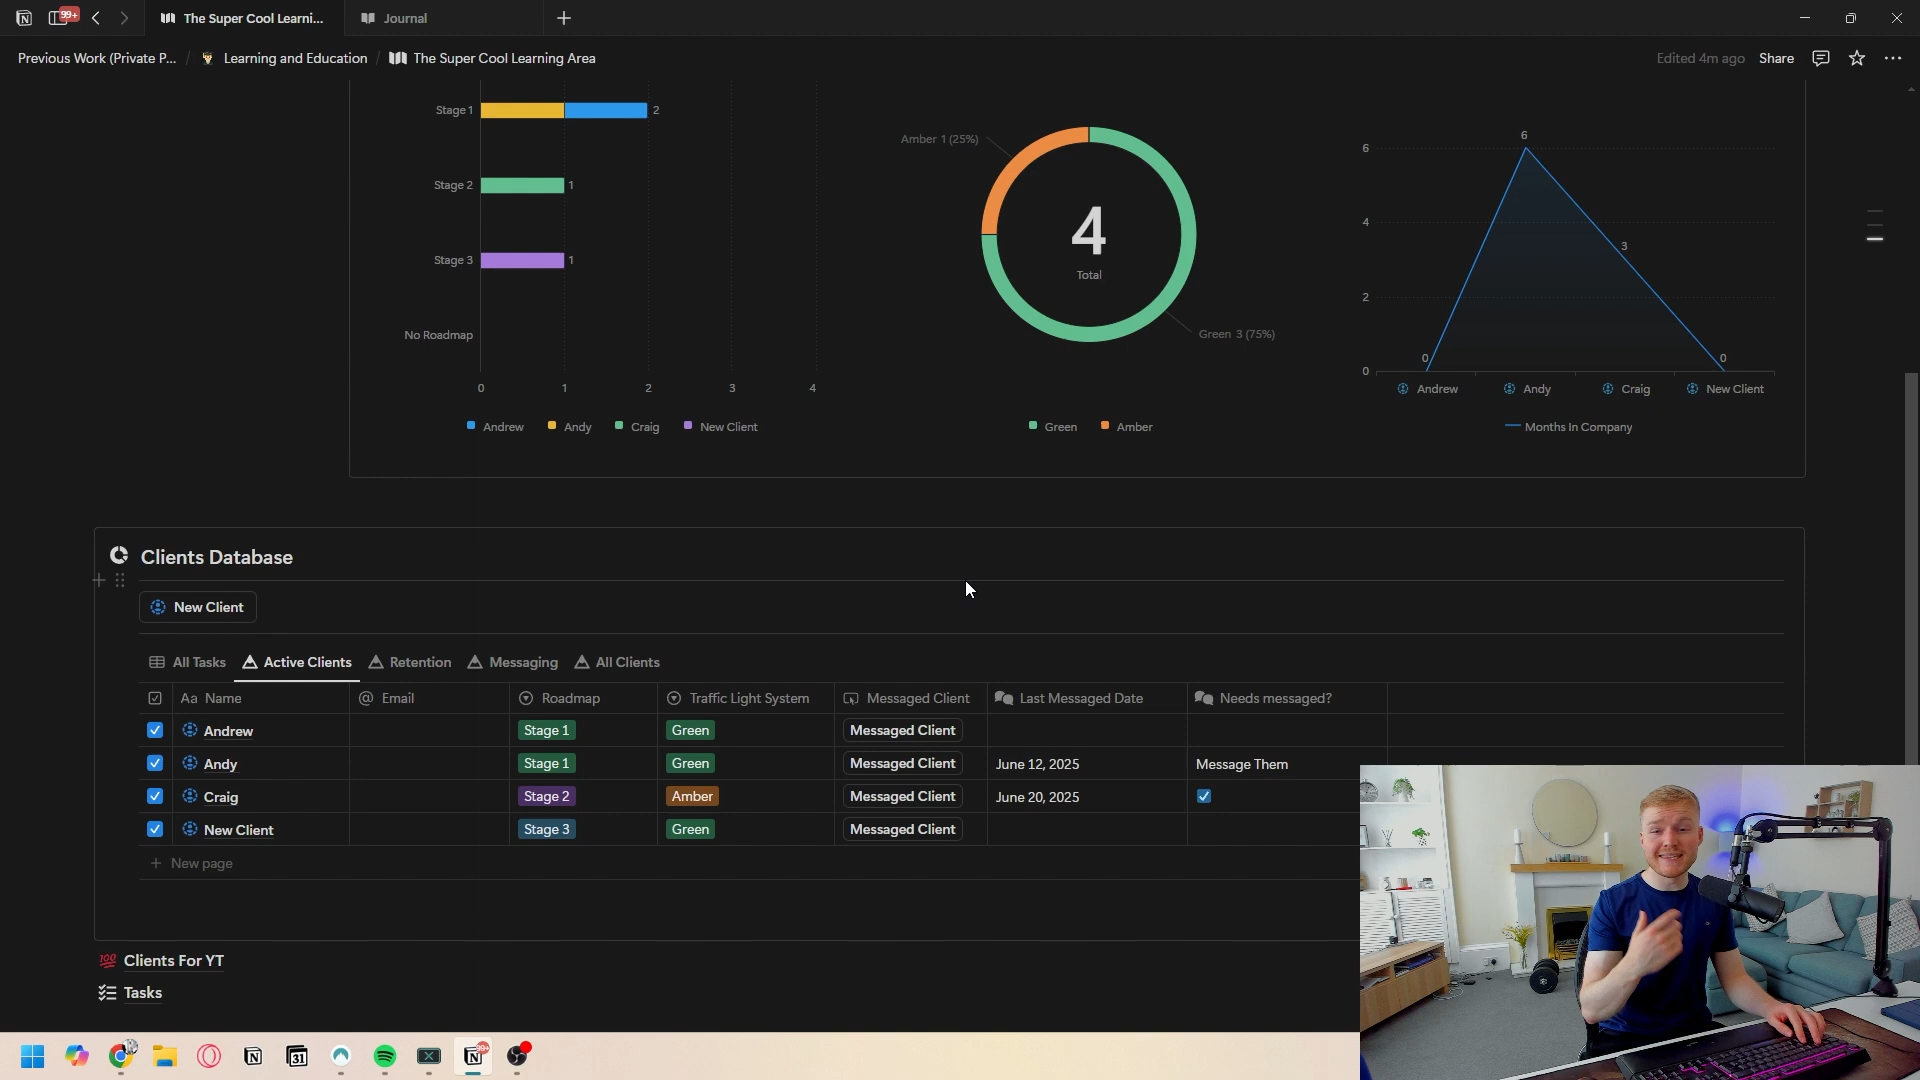 99+
The Super Cool Learni...
Journal
Previous Work (Private P... / Learning and Education / The Super Cool Learning Area
Edited 4m ago
Share
Stage 1
2
Stage 2
1
Stage 3
1
No Roadmap
0
1
2
3
4
Andrew
Andy
Craig
New Client
Amber 1 (25%)
4
Total
Green 3 (75%)
Green
Amber
6
6
4
3
2
0
0
0
Andrew
Andy
Craig
New Client
Months In Company
Clients Database
New Client
All Tasks
Active Clients
Retention
Messaging
All Clients
Aa Name
@ Email
Roadmap
Traffic Light System
Messaged Client
Last Messaged Date
Needs messaged?
Andrew
Stage 1
Green
Messaged Client
Andy
Stage 1
Green
Messaged Client
June 12, 2025
Message Them
Craig
Stage 2
Amber
Messaged Client
June 20, 2025
New Client
Stage 3
Green
Messaged Client
+ New page
💯 Clients For YT
Tasks
31
99+